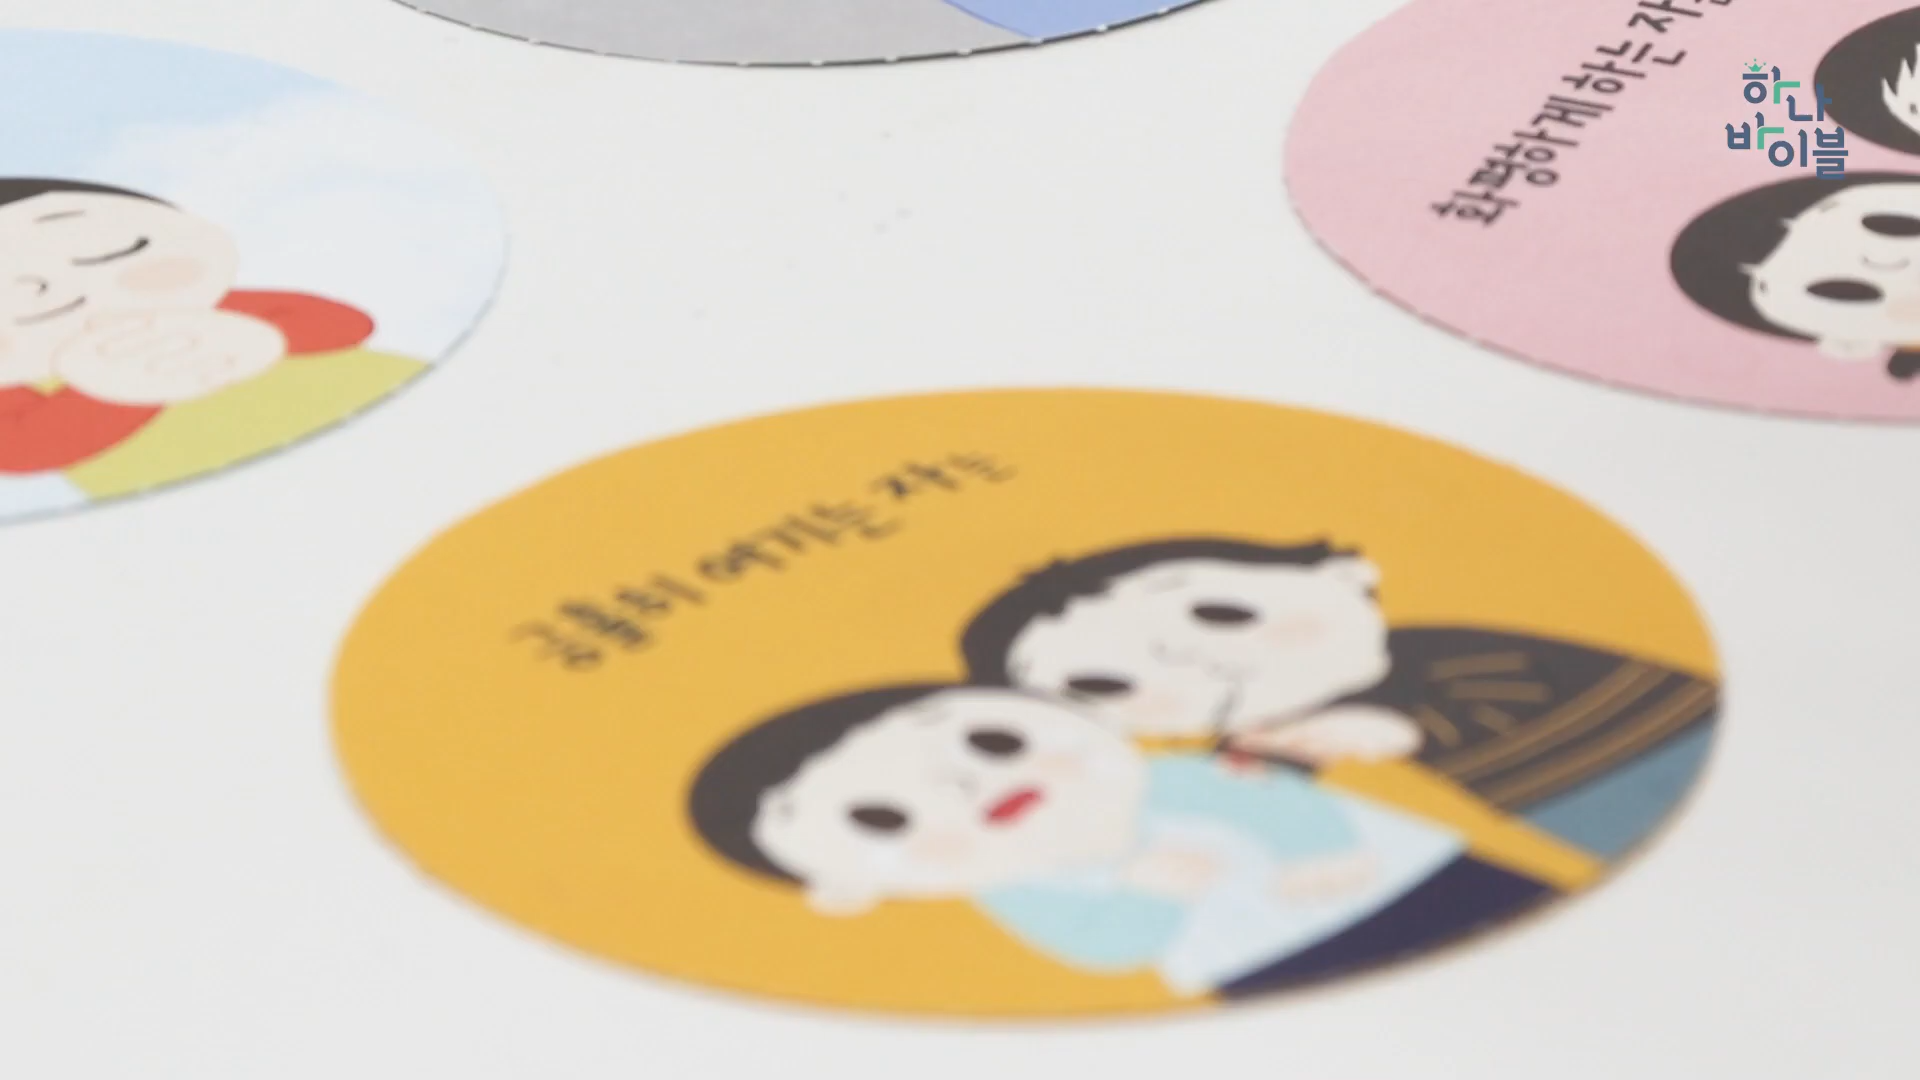 화평하게 하는 자
하나
바이블
긍휼히 여기는 자는